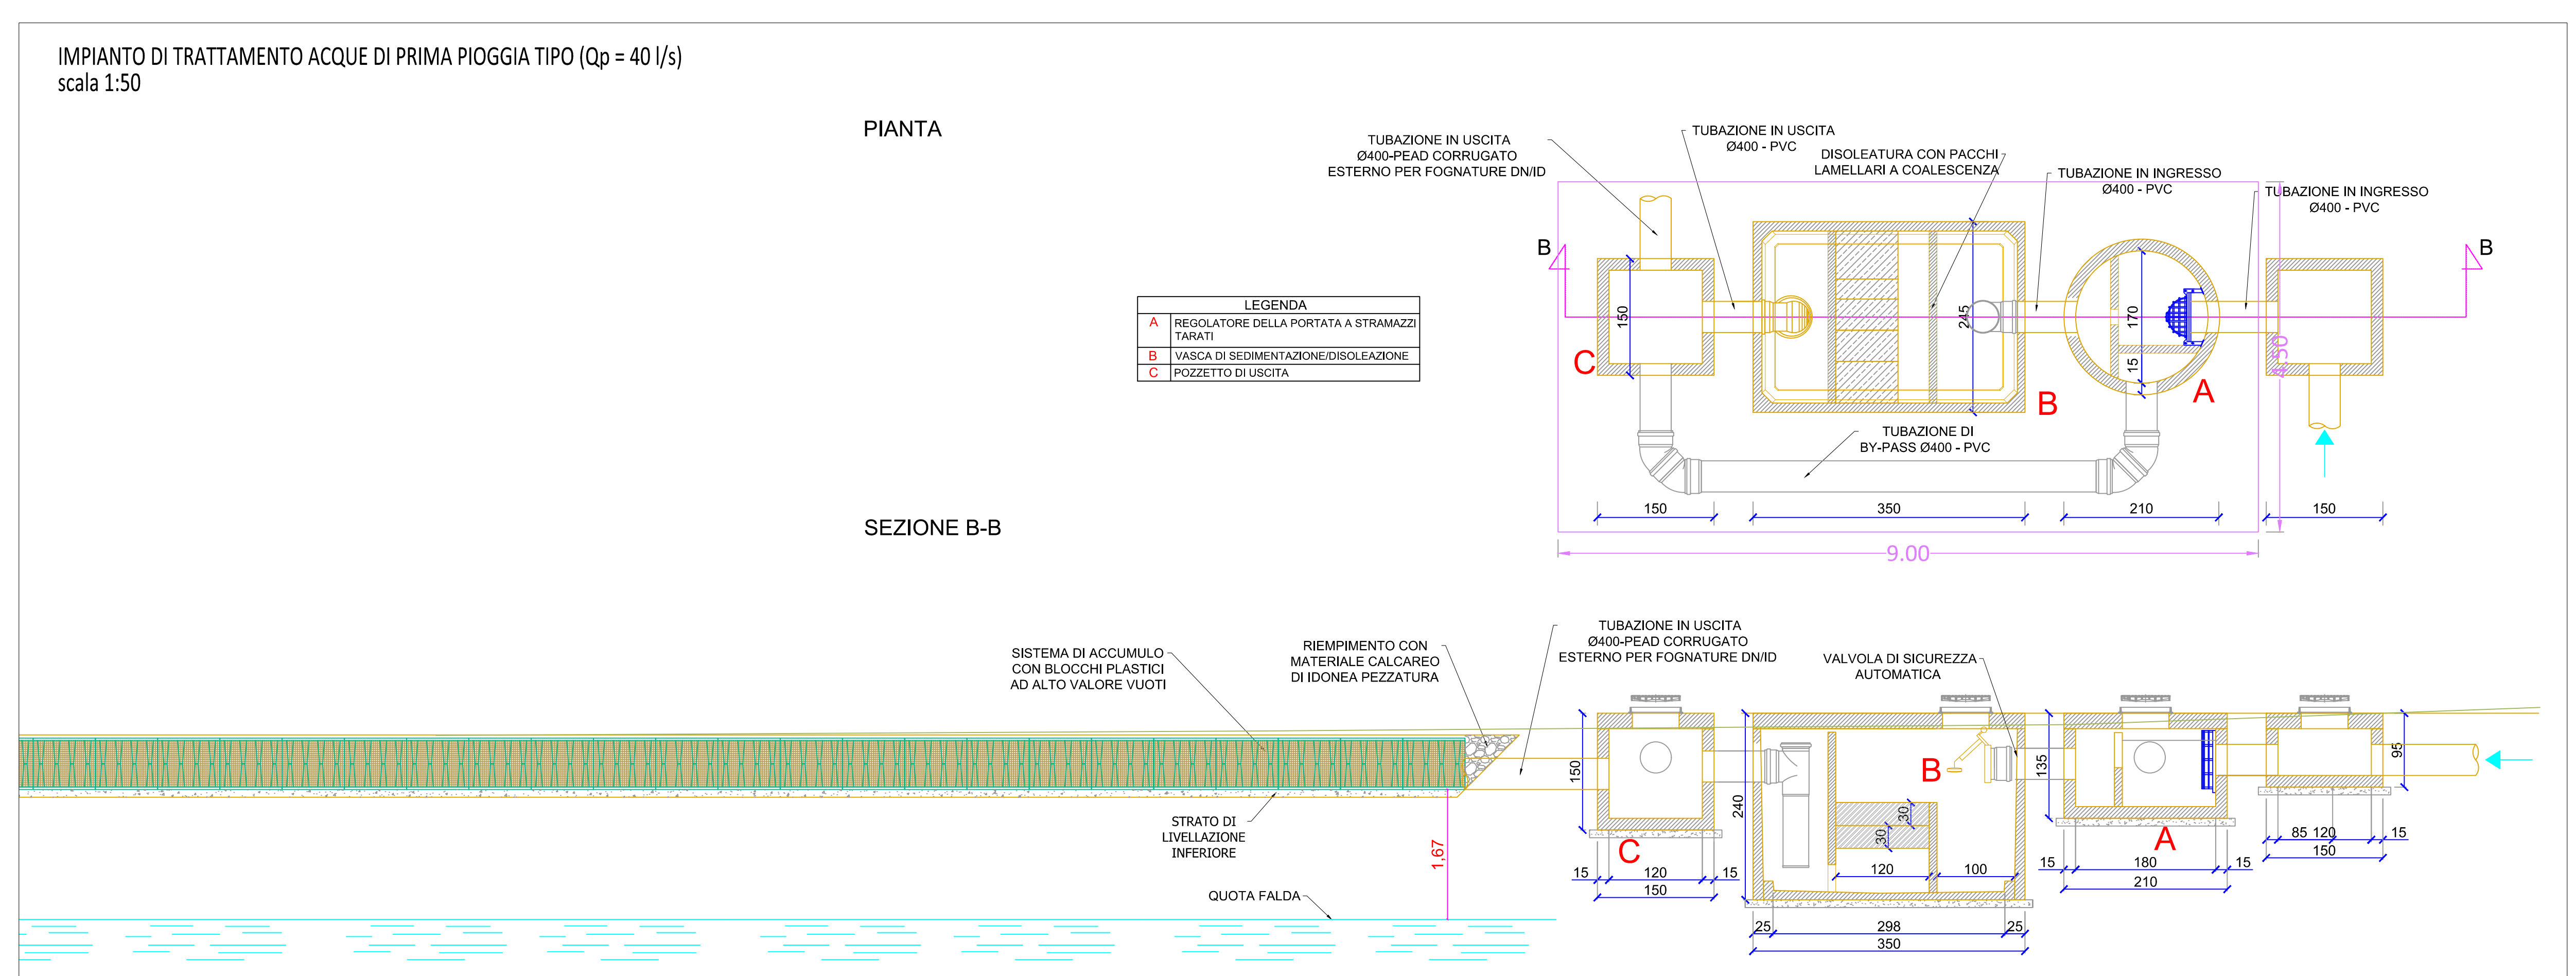 IMPIANTO DI TRATTAMENTO ACQUE DI PRIMA PIOGGIA TIPO (Qp = 40 l/s)
scala 1:50
PIANTA
TUBAZIONE IN USCITA
Ø400-PEAD CORRUGATO
ESTERNO PER FOGNATURE DN/ID
TUBAZIONE IN USCITA
Ø400 - PVC
DISOLEATURA CON PACCHI
LAMELLARI A COALESCENZA
TUBAZIONE IN INGRESSO
Ø400 - PVC
TUBAZIONE IN INGRESSO
Ø400 - PVC
B
B
150
245
170
15
4.50
C
B
A
TUBAZIONE DI
BY-PASS Ø400 - PVC
150
350
210
150
9.00
LEGENDA
A REGOLATORE DELLA PORTATA A STRAMAZZI
TARATI
B VASCA DI SEDIMENTAZIONE/DISOLEAZIONE
C POZZETTO DI USCITA
SEZIONE B-B
SISTEMA DI ACCUMULO
CON BLOCCHI PLASTICI
AD ALTO VALORE VUOTI
RIEMPIMENTO CON
MATERIALE CALCAREO
DI IDONEA PEZZATURA
TUBAZIONE IN USCITA
Ø400-PEAD CORRUGATO
ESTERNO PER FOGNATURE DN/ID
VALVOLA DI SICUREZZA
AUTOMATICA
STRATO DI
LIVELLAZIONE
INFERIORE
1,67
QUOTA FALDA
150
240
B
135
95
30
30
C
A
15
120
15
150
120
100
25
298
25
350
15
180
15
210
85
120
15
150